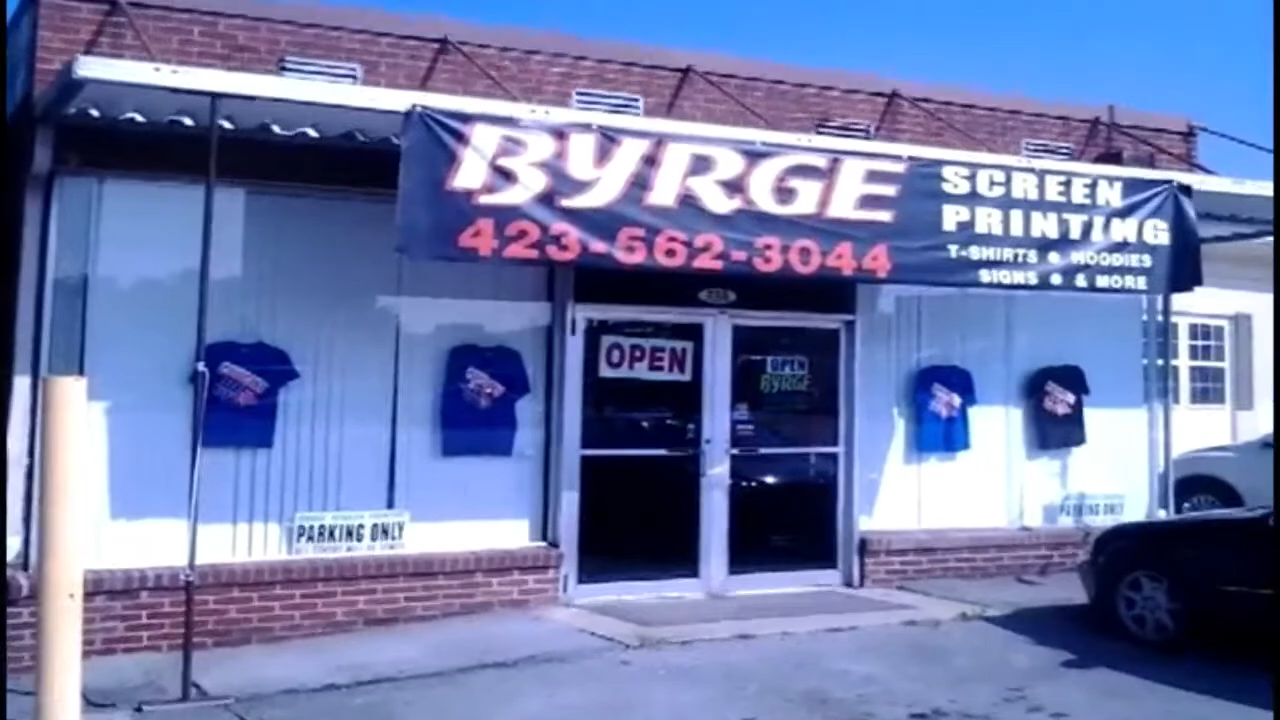 BYRGE
423-562-3044
SCREEN
PRINTING
T-SHIRTS • HOODIES
SIGNS • & MORE
OPEN
OPEN
BYRGE
PARKING ONLY
PARKING ONLY